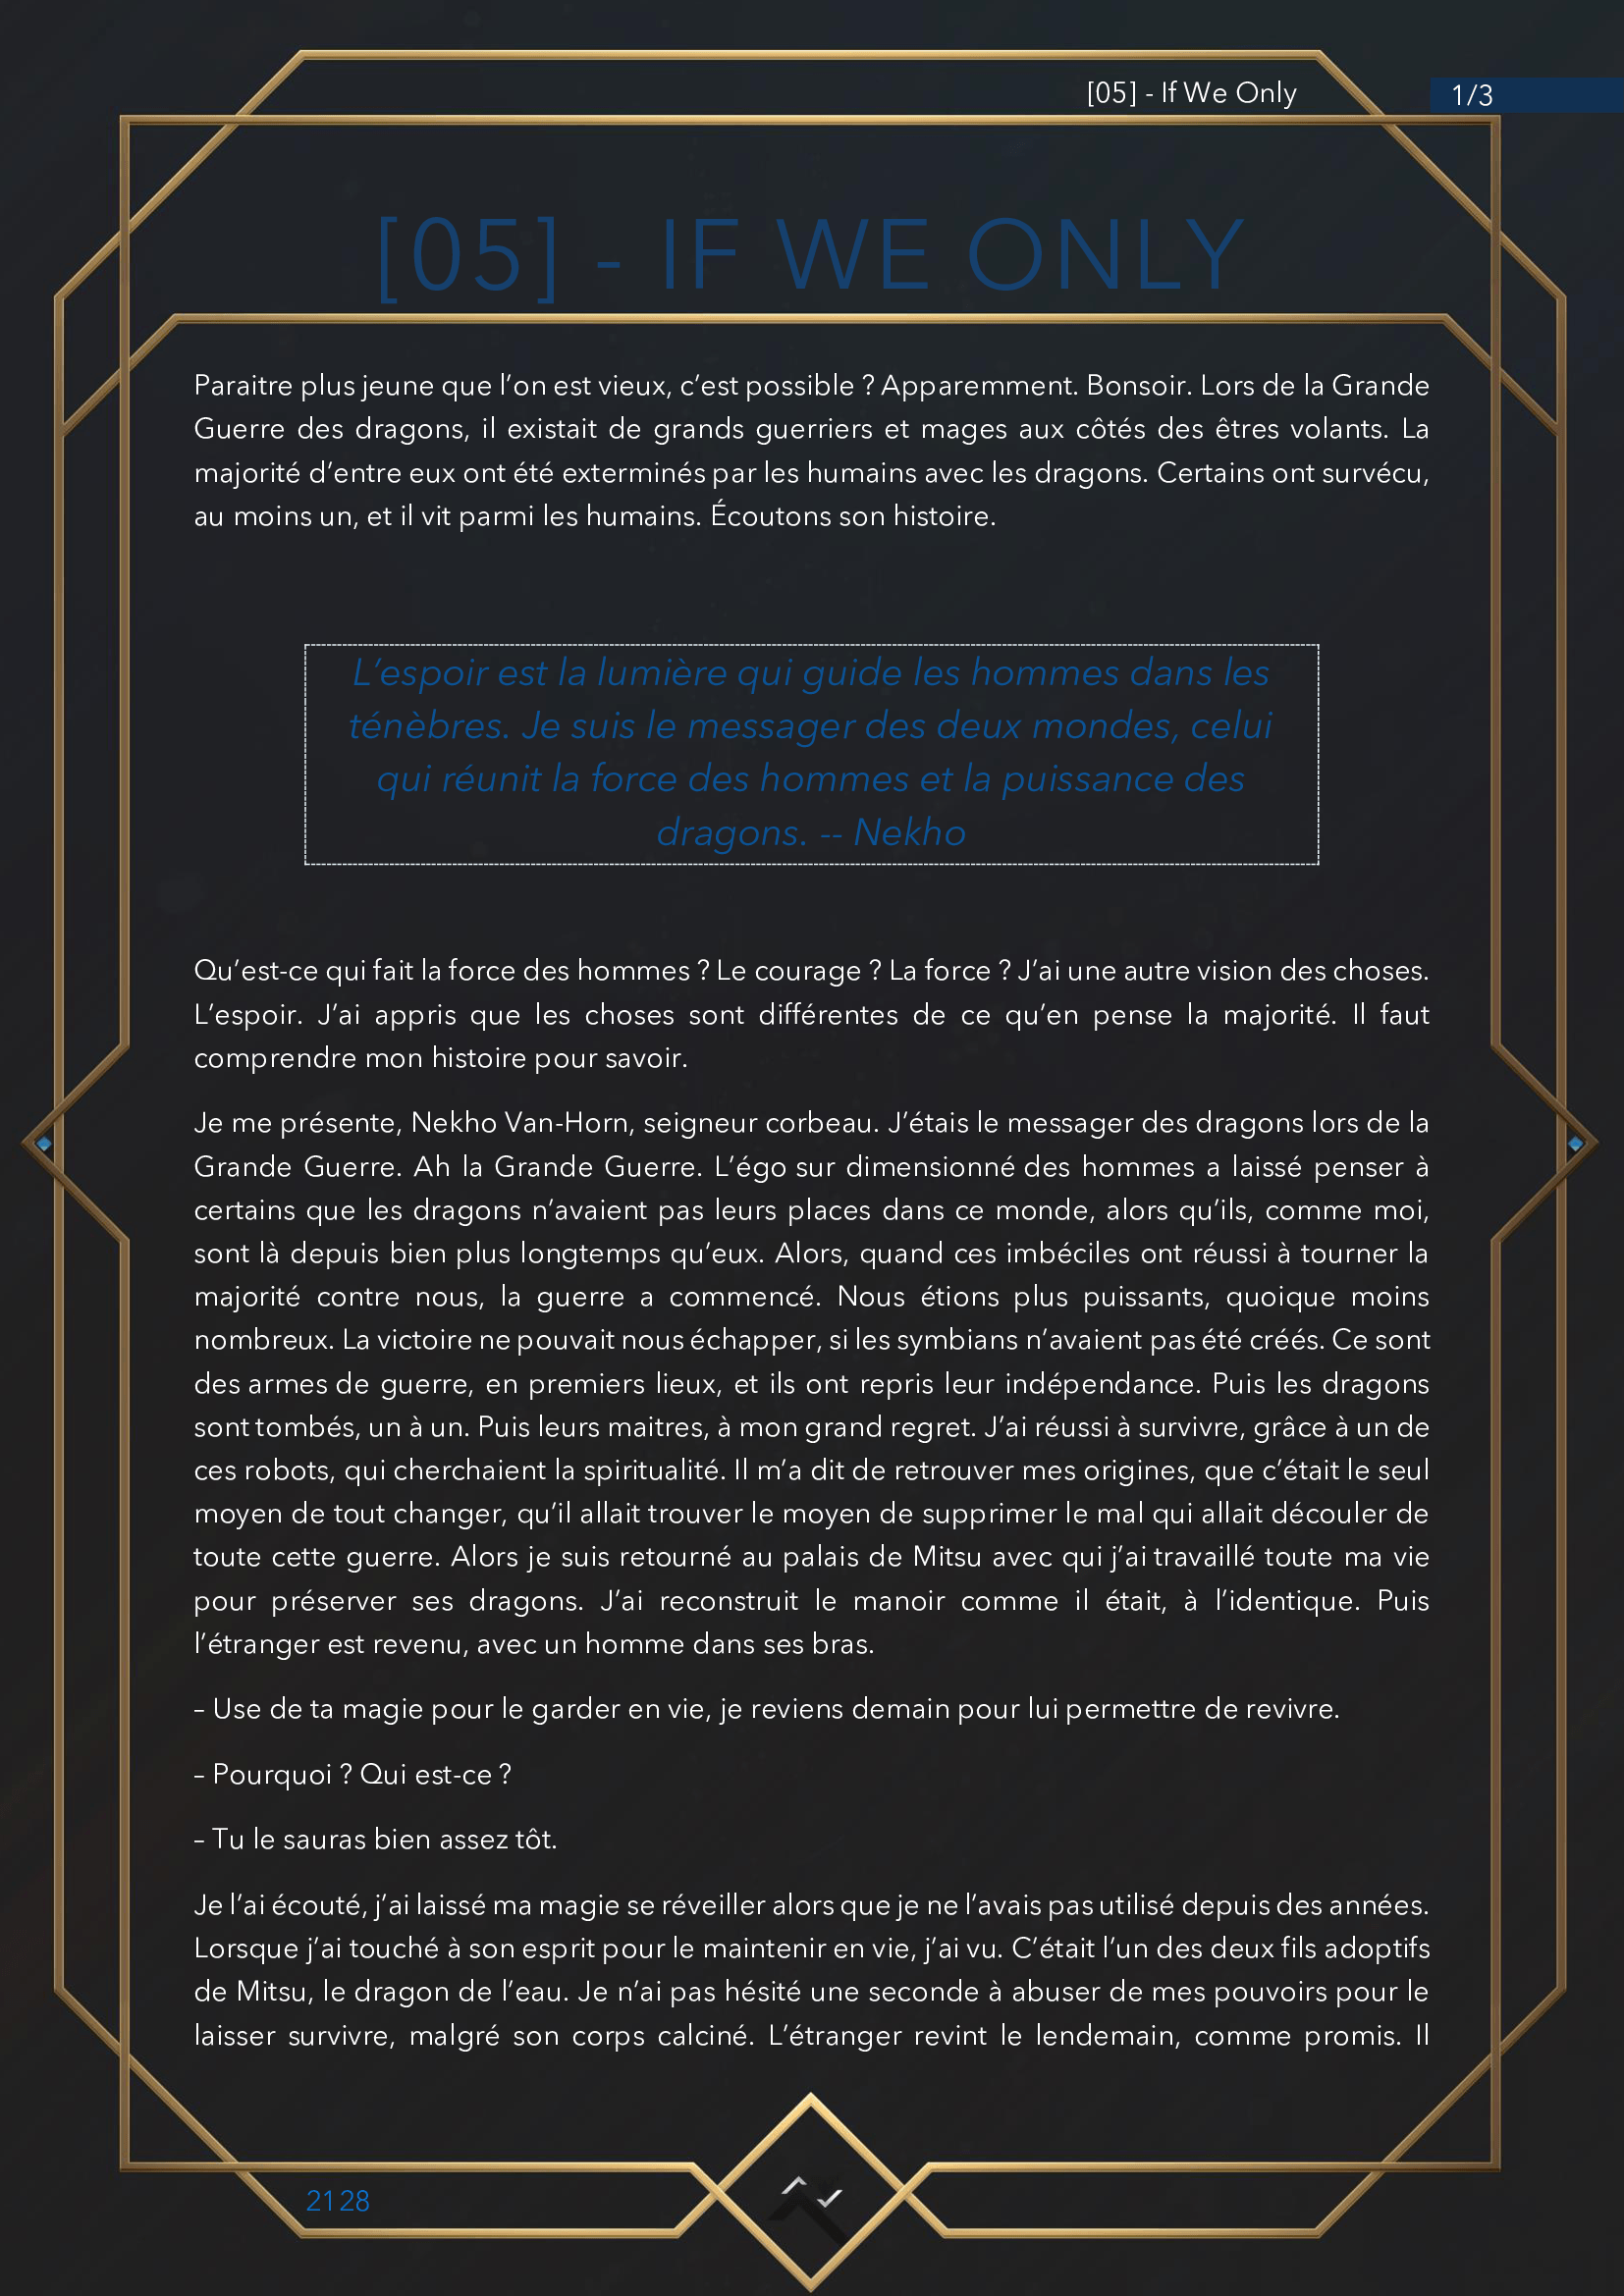 [05] - If We Only
1/3
[05] - IF WE ONLY
Paraitre plus jeune que l’on est vieux, c’est possible ? Apparemment. Bonsoir. Lors de la Grande
Guerre des dragons, il existait de grands guerriers et mages aux côtés des êtres volants. La
majorité d’entre eux ont été exterminés par les humains avec les dragons. Certains ont survécu,
au moins un, et il vit parmi les humains. Écoutons son histoire.
L’espoir est la lumière qui guide les hommes dans les
ténèbres. Je suis le messager des deux mondes, celui
qui réunit la force des hommes et la puissance des
dragons. -- Nekho
Qu’est-ce qui fait la force des hommes ? Le courage ? La force ? J’ai une autre vision des choses.
L’espoir. J’ai appris que les choses sont différentes de ce qu’en pense la majorité. Il faut
comprendre mon histoire pour savoir.
Je me présente, Nekho Van-Horn, seigneur corbeau. J’étais le messager des dragons lors de la
Grande Guerre. Ah la Grande Guerre. L’égo sur dimensionné des hommes a laissé penser à
certains que les dragons n’avaient pas leurs places dans ce monde, alors qu’ils, comme moi,
sont là depuis bien plus longtemps qu’eux. Alors, quand ces imbéciles ont réussi à tourner la
majorité contre nous, la guerre a commencé. Nous étions plus puissants, quoique moins
nombreux. La victoire ne pouvait nous échapper, si les symbians n’avaient pas été créés. Ce sont
des armes de guerre, en premiers lieux, et ils ont repris leur indépendance. Puis les dragons
sont tombés, un à un. Puis leurs maitres, à mon grand regret. J’ai réussi à survivre, grâce à un de
ces robots, qui cherchaient la spiritualité. Il m’a dit de retrouver mes origines, que c’était le seul
moyen de tout changer, qu’il allait trouver le moyen de supprimer le mal qui allait découler de
toute cette guerre. Alors je suis retourné au palais de Mitsu avec qui j’ai travaillé toute ma vie
pour préserver ses dragons. J’ai reconstruit le manoir comme il était, à l’identique. Puis
l’étranger est revenu, avec un homme dans ses bras.
– Use de ta magie pour le garder en vie, je reviens demain pour lui permettre de revivre.
– Pourquoi ? Qui est-ce ?
– Tu le sauras bien assez tôt.
Je l’ai écouté, j’ai laissé ma magie se réveiller alors que je ne l’avais pas utilisé depuis des années.
Lorsque j’ai touché à son esprit pour le maintenir en vie, j’ai vu. C’était l’un des deux fils adoptifs
de Mitsu, le dragon de l’eau. Je n’ai pas hésité une seconde à abuser de mes pouvoirs pour le
laisser survivre, malgré son corps calciné. L’étranger revint le lendemain, comme promis. Il
2128